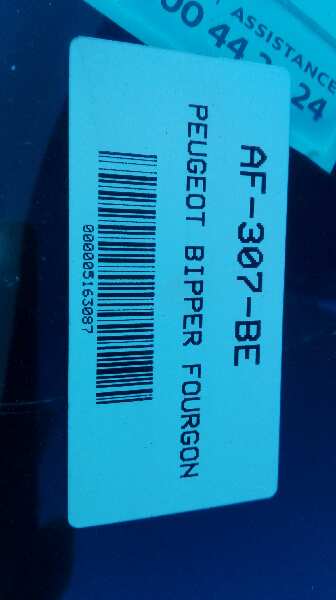 ASSISTANCE
00 44 24
AF-307-BE
PEUGEOT BIPPER FOURGON
000005163087